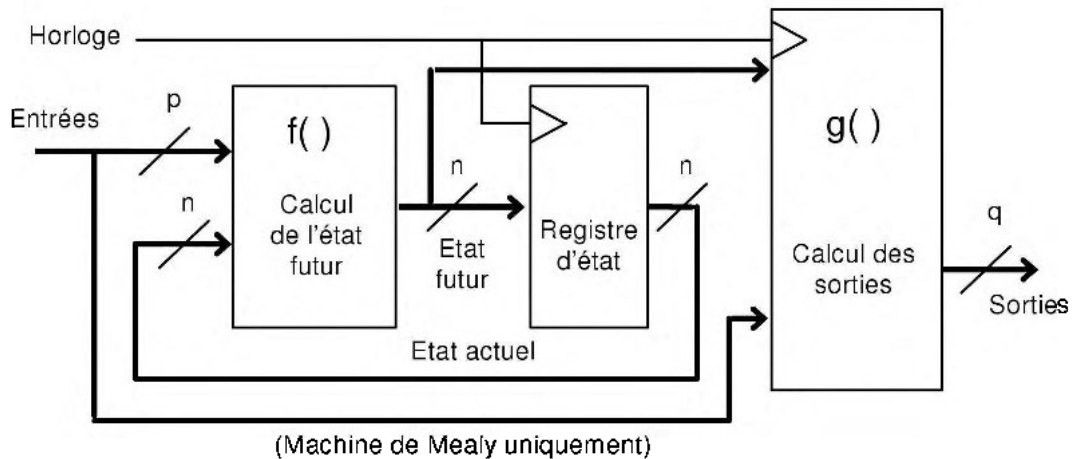 Horloge
Entrées
p
n
f( )
Calcul
de l'état
futur
n
Etat
futur
Registre
d'état
n
Etat actuel
g( )
Calcul des
sorties
q
Sorties
(Machine de Mealy uniquement)